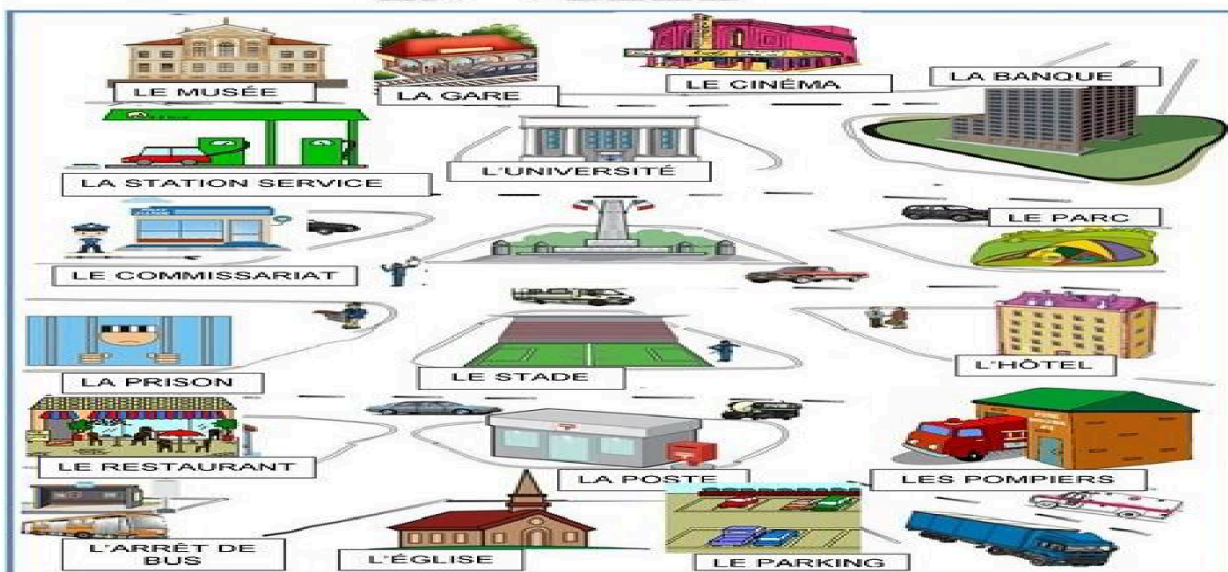 LE MUSÉE
LA GARE
LE CINÉMA
LA BANQUE
LA STATION SERVICE
L'UNIVERSITÉ
LE PARC
LE COMMISSARIAT
LA PRISON
LE STADE
L'HÔTEL
LE RESTAURANT
LA POSTE
LES POMPIERS
L'ARRÊT DE
BUS
L'ÉGLISE
LE PARKING